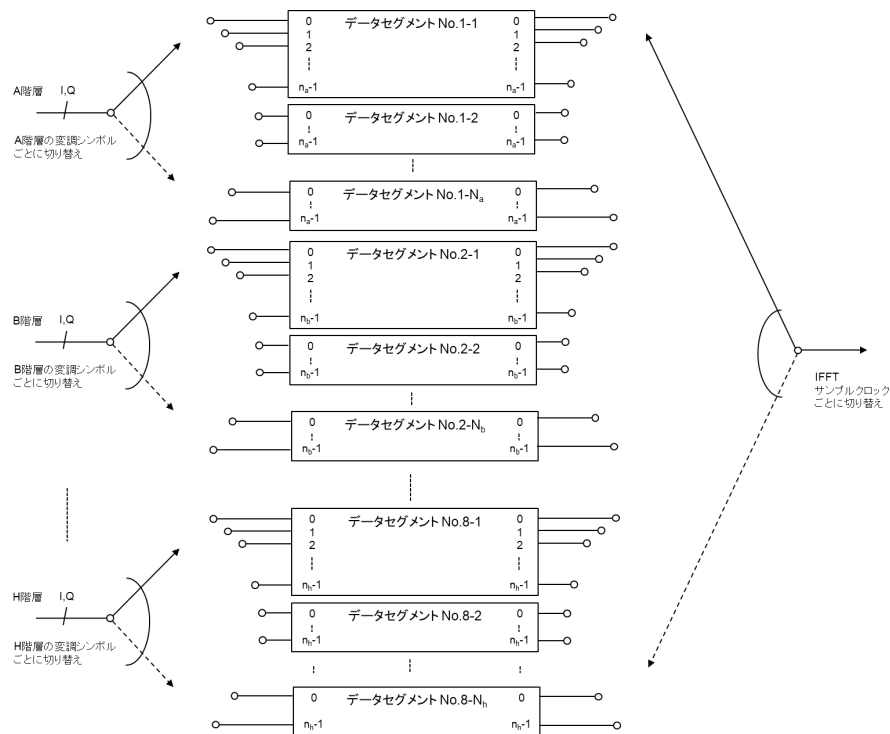 A階層 I,Q
A階層の変調シンボル
ごとに切り替え
データセグメント No.1-1
0 0
1 1
2 2
nₐ-1 nₐ-1
データセグメント No.1-2
0 0
nₐ-1 nₐ-1
データセグメント No.1-Nₐ
0 0
nₐ-1 nₐ-1
B階層 I,Q
B階層の変調シンボル
ごとに切り替え
データセグメント No.2-1
0 0
1 1
2 2
n_b-1 n_b-1
データセグメント No.2-2
0 0
n_b-1 n_b-1
データセグメント No.2-N_b
0 0
n_b-1 n_b-1
H階層 I,Q
H階層の変調シンボル
ごとに切り替え
データセグメント No.8-1
0 0
1 1
2 2
nₕ-1 nₕ-1
データセグメント No.8-2
0 0
nₕ-1 nₕ-1
データセグメント No.8-Nₕ
0 0
nₕ-1 nₕ-1
IFFT
サンプルクロック
ごとに切り替え